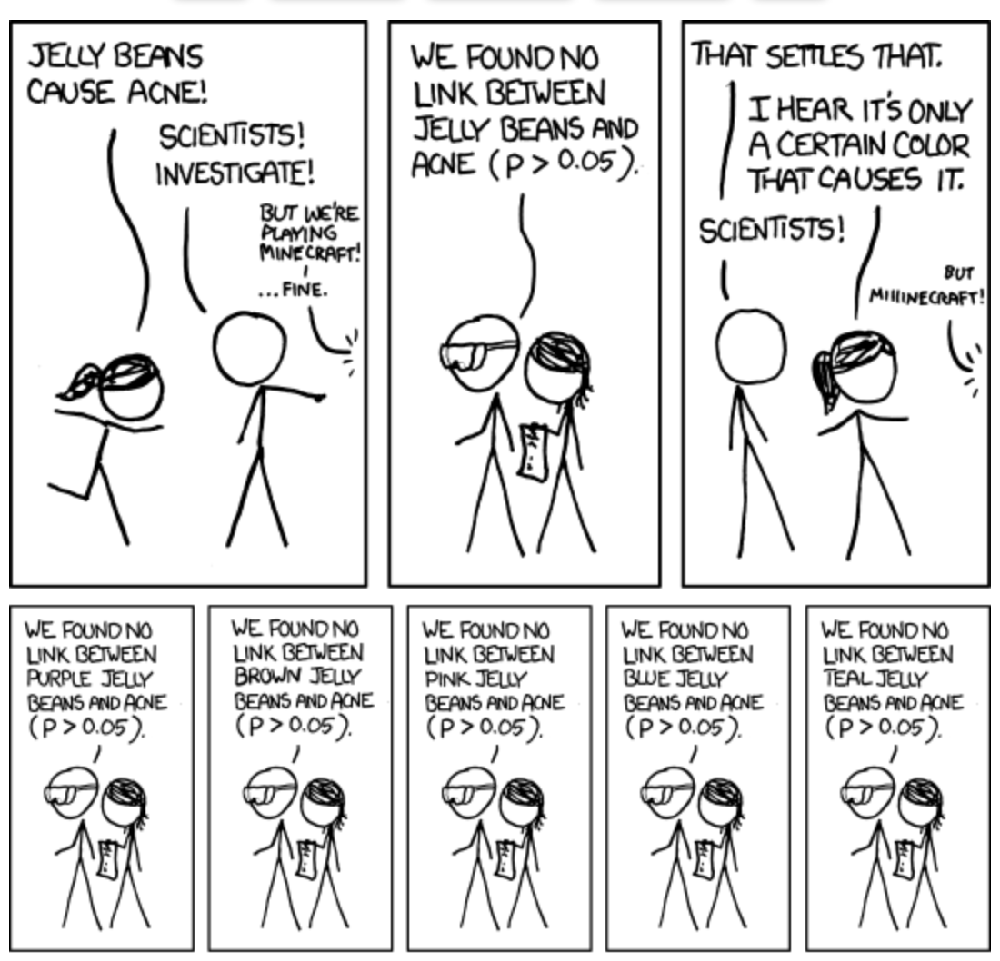 JELLY BEANS
CAUSE ACNE!
SCIENTISTS!
INVESTIGATE!
BUT WE'RE
PLAYING
MINECRAFT!
...FINE.
WE FOUND NO
LINK BETWEEN
JELLY BEANS AND
ACNE (P > 0.05).
THAT SETTLES THAT.
I HEAR IT'S ONLY
A CERTAIN COLOR
THAT CAUSES IT.
SCIENTISTS!
BUT
MIIIINECRAFT!
WE FOUND NO
LINK BETWEEN
PURPLE JELLY
BEANS AND ACNE
(P > 0.05).
WE FOUND NO
LINK BETWEEN
BROWN JELLY
BEANS AND ACNE
(P > 0.05).
WE FOUND NO
LINK BETWEEN
PINK JELLY
BEANS AND ACNE
(P > 0.05).
WE FOUND NO
LINK BETWEEN
BLUE JELLY
BEANS AND ACNE
(P > 0.05).
WE FOUND NO
LINK BETWEEN
TEAL JELLY
BEANS AND ACNE
(P > 0.05).